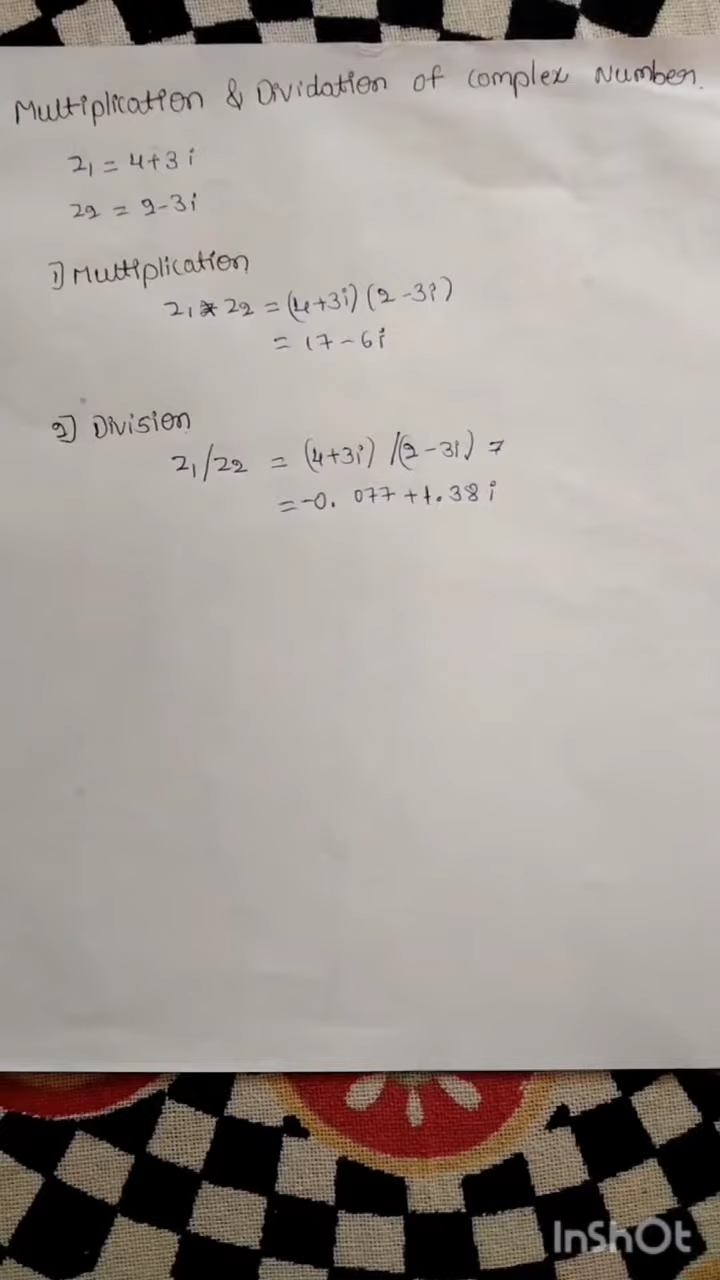 Multiplication & Dividation of complex Number.
z1 = 4+3i
z2 = 2-3i
1) Multiplication
z1 * z2 = (4+3i) (2-3i)
= 17-6i
2) Division
z1/z2 = (4+3i) /(2-3i) =
= -0.077+1.38i
InShOt